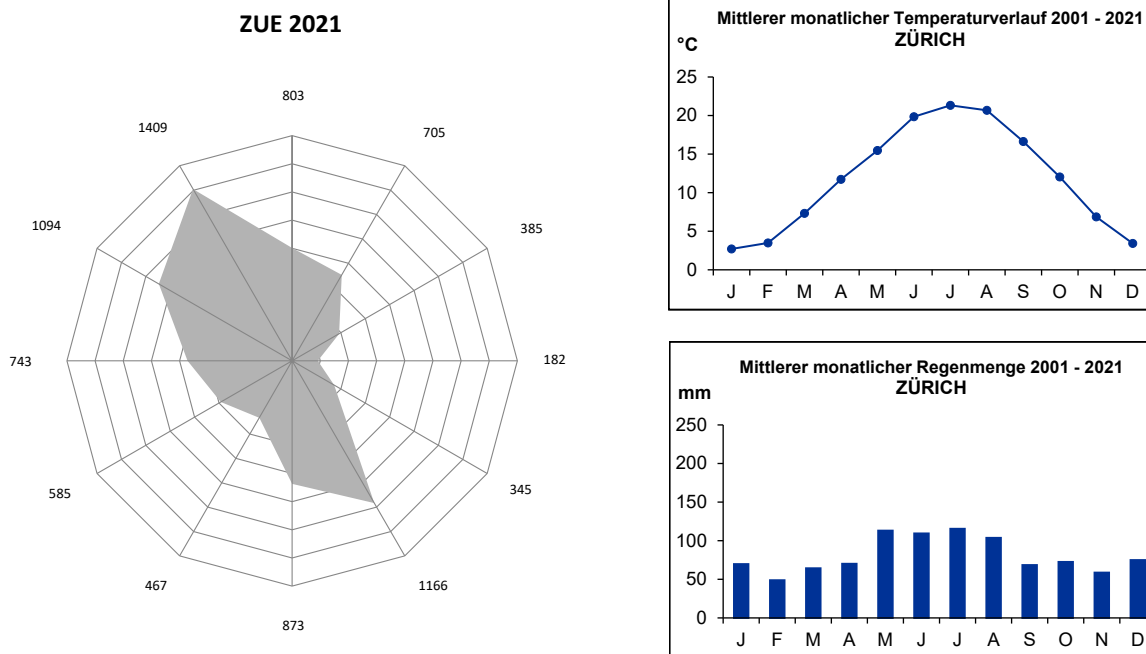 ZUE 2021
803
705
385
182
345
1166
873
467
585
743
1094
1409
Mittlerer monatlicher Temperaturverlauf 2001 - 2021
ZÜRICH
°C
25
20
15
10
5
0
J F M A M J J A S O N D
Mittlerer monatlicher Regenmenge 2001 - 2021
ZÜRICH
mm
250
200
150
100
50
0
J F M A M J J A S O N D